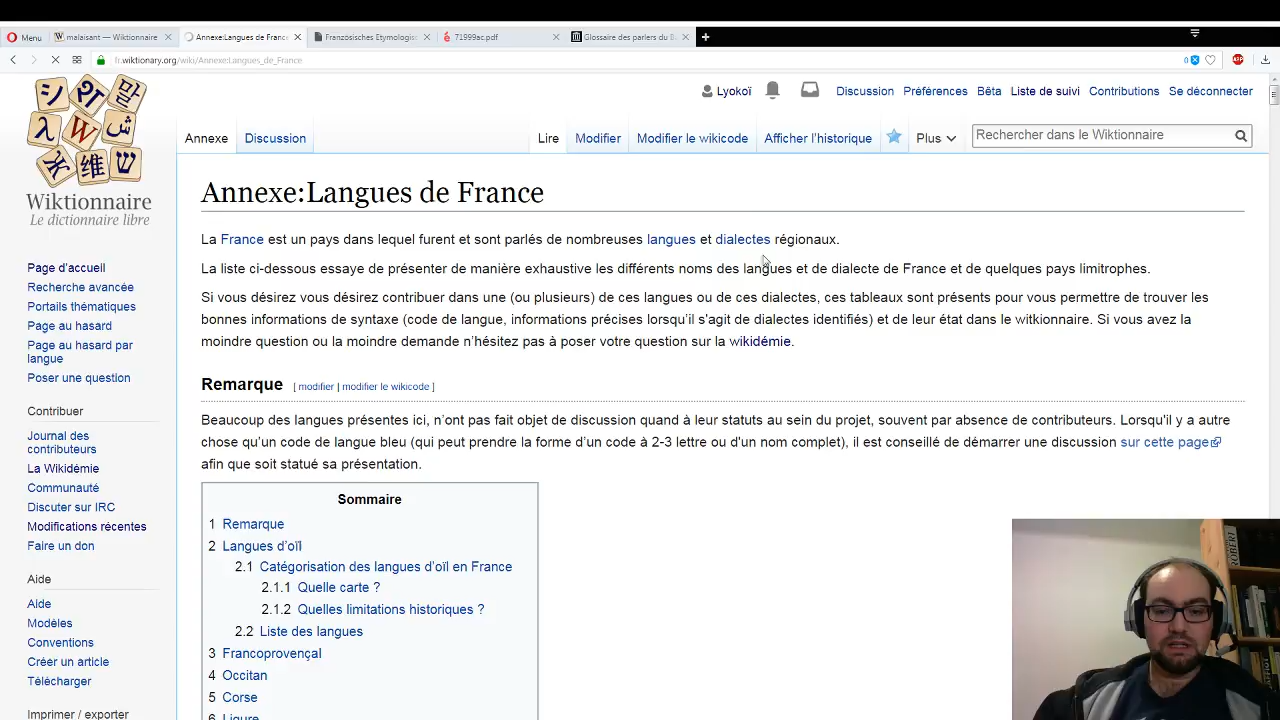 Menu
malaisant — Wiktionnaire
Annexe:Langues de France
Französisches Etymologis
71999ac.pdf
Glossaire des parlers du B
fr.wiktionary.org/wiki/Annexe:Langues_de_France
0
ABP
シ
말
W
ش
维
Wiktionnaire
Le dictionnaire libre
Lyokoï
Discussion
Préférences
Bêta
Liste de suivi
Contributions
Se déconnecter
Annexe
Discussion
Lire
Modifier
Modifier le wikicode
Afficher l'historique
Plus
Rechercher dans le Wiktionnaire
Annexe:Langues de France
La France est un pays dans lequel furent et sont parlés de nombreuses langues et dialectes régionaux.
La liste ci-dessous essaye de présenter de manière exhaustive les différents noms des langues et de dialecte de France et de quelques pays limitrophes.
Si vous désirez vous désirez contribuer dans une (ou plusieurs) de ces langues ou de ces dialectes, ces tableaux sont présents pour vous permettre de trouver les
bonnes informations de syntaxe (code de langue, informations précises lorsqu'il s'agit de dialectes identifiés) et de leur état dans le witkionnaire. Si vous avez la
moindre question ou la moindre demande n'hésitez pas à poser votre question sur la wikidémie.
Remarque [ modifier | modifier le wikicode ]
Beaucoup des langues présentes ici, n'ont pas fait objet de discussion quand à leur statuts au sein du projet, souvent par absence de contributeurs. Lorsqu'il y a autre
chose qu'un code de langue bleu (qui peut prendre la forme d'un code à 2-3 lettre ou d'un nom complet), il est conseillé de démarrer une discussion sur cette page
afin que soit statué sa présentation.
Sommaire
1 Remarque
2 Langues d'oïl
2.1 Catégorisation des langues d'oïl en France
2.1.1 Quelle carte ?
2.1.2 Quelles limitations historiques ?
2.2 Liste des langues
3 Francoprovençal
4 Occitan
5 Corse
6 Ligure
Page d'accueil
Recherche avancée
Portails thématiques
Page au hasard
Page au hasard par
langue
Poser une question
Contribuer
Journal des
contributeurs
La Wikidémie
Communauté
Discuter sur IRC
Modifications récentes
Faire un don
Aide
Aide
Modèles
Conventions
Créer un article
Télécharger
Imprimer / exporter
ROBERT